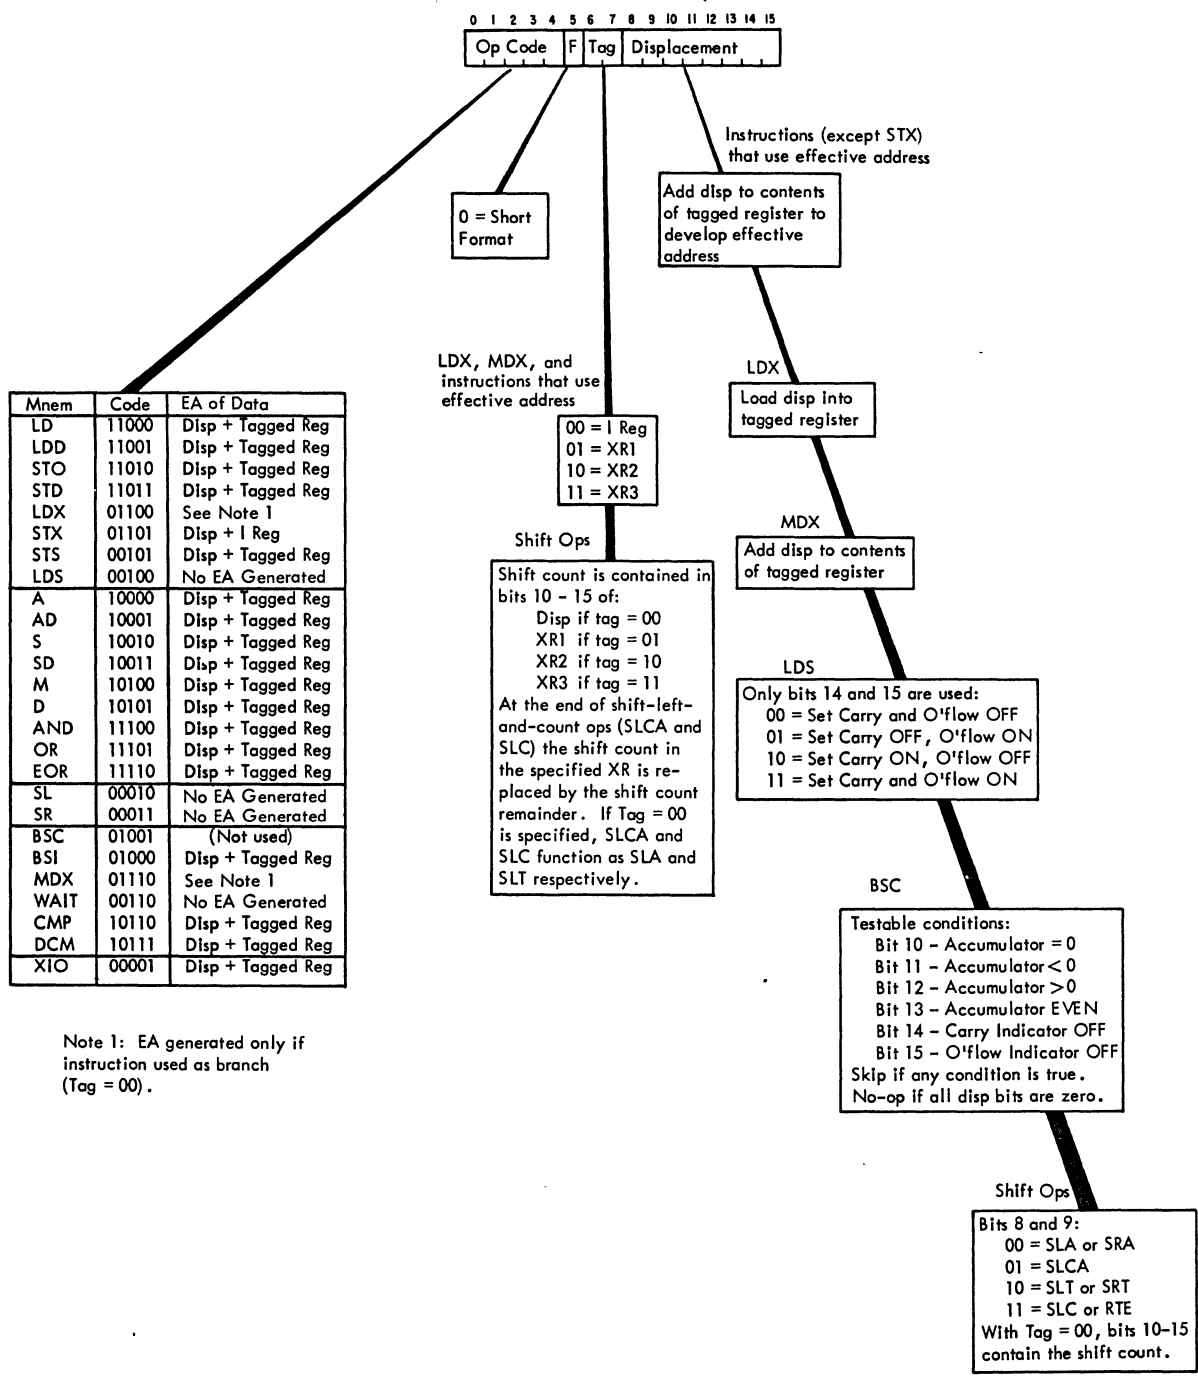 0 1 2 3 4 5 6 7 8 9 10 11 12 13 14 15
Op Code F Tag Displacement
Instructions (except STX)
that use effective address
Add disp to contents
of tagged register to
develop effective
address
0 = Short
Format
LDX, MDX, and
instructions that use
effective address
00 = I Reg
01 = XR1
10 = XR2
11 = XR3
LDX
Load disp into
tagged register
MDX
Add disp to contents
of tagged register
Mnem Code EA of Data
LD 11000 Disp + Tagged Reg
LDD 11001 Disp + Tagged Reg
STO 11010 Disp + Tagged Reg
STD 11011 Disp + Tagged Reg
LDX 01100 See Note 1
STX 01101 Disp + I Reg
STS 00101 Disp + Tagged Reg
LDS 00100 No EA Generated
A 10000 Disp + Tagged Reg
AD 10001 Disp + Tagged Reg
S 10010 Disp + Tagged Reg
SD 10011 Disp + Tagged Reg
M 10100 Disp + Tagged Reg
D 10101 Disp + Tagged Reg
AND 11100 Disp + Tagged Reg
OR 11101 Disp + Tagged Reg
EOR 11110 Disp + Tagged Reg
SL 00010 No EA Generated
SR 00011 No EA Generated
BSC 01001 (Not used)
BSI 01000 Disp + Tagged Reg
MDX 01110 See Note 1
WAIT 00110 No EA Generated
CMP 10110 Disp + Tagged Reg
DCM 10111 Disp + Tagged Reg
XIO 00001 Disp + Tagged Reg
Note 1: EA generated only if
instruction used as branch
(Tag = 00).
Shift Ops
Shift count is contained in
bits 10 - 15 of:
Disp if tag = 00
XR1 if tag = 01
XR2 if tag = 10
XR3 if tag = 11
At the end of shift-left-
and-count ops (SLCA and
SLC) the shift count in
the specified XR is re-
placed by the shift count
remainder. If Tag = 00
is specified, SLCA and
SLC function as SLA and
SLT respectively.
LDS
Only bits 14 and 15 are used:
00 = Set Carry and O'flow OFF
01 = Set Carry OFF, O'flow ON
10 = Set Carry ON, O'flow OFF
11 = Set Carry and O'flow ON
BSC
Testable conditions:
Bit 10 - Accumulator = 0
Bit 11 - Accumulator < 0
Bit 12 - Accumulator > 0
Bit 13 - Accumulator EVEN
Bit 14 - Carry Indicator OFF
Bit 15 - O'flow Indicator OFF
Skip if any condition is true.
No-op if all disp bits are zero.
Shift Ops
Bits 8 and 9:
00 = SLA or SRA
01 = SLCA
10 = SLT or SRT
11 = SLC or RTE
With Tag = 00, bits 10-15
contain the shift count.